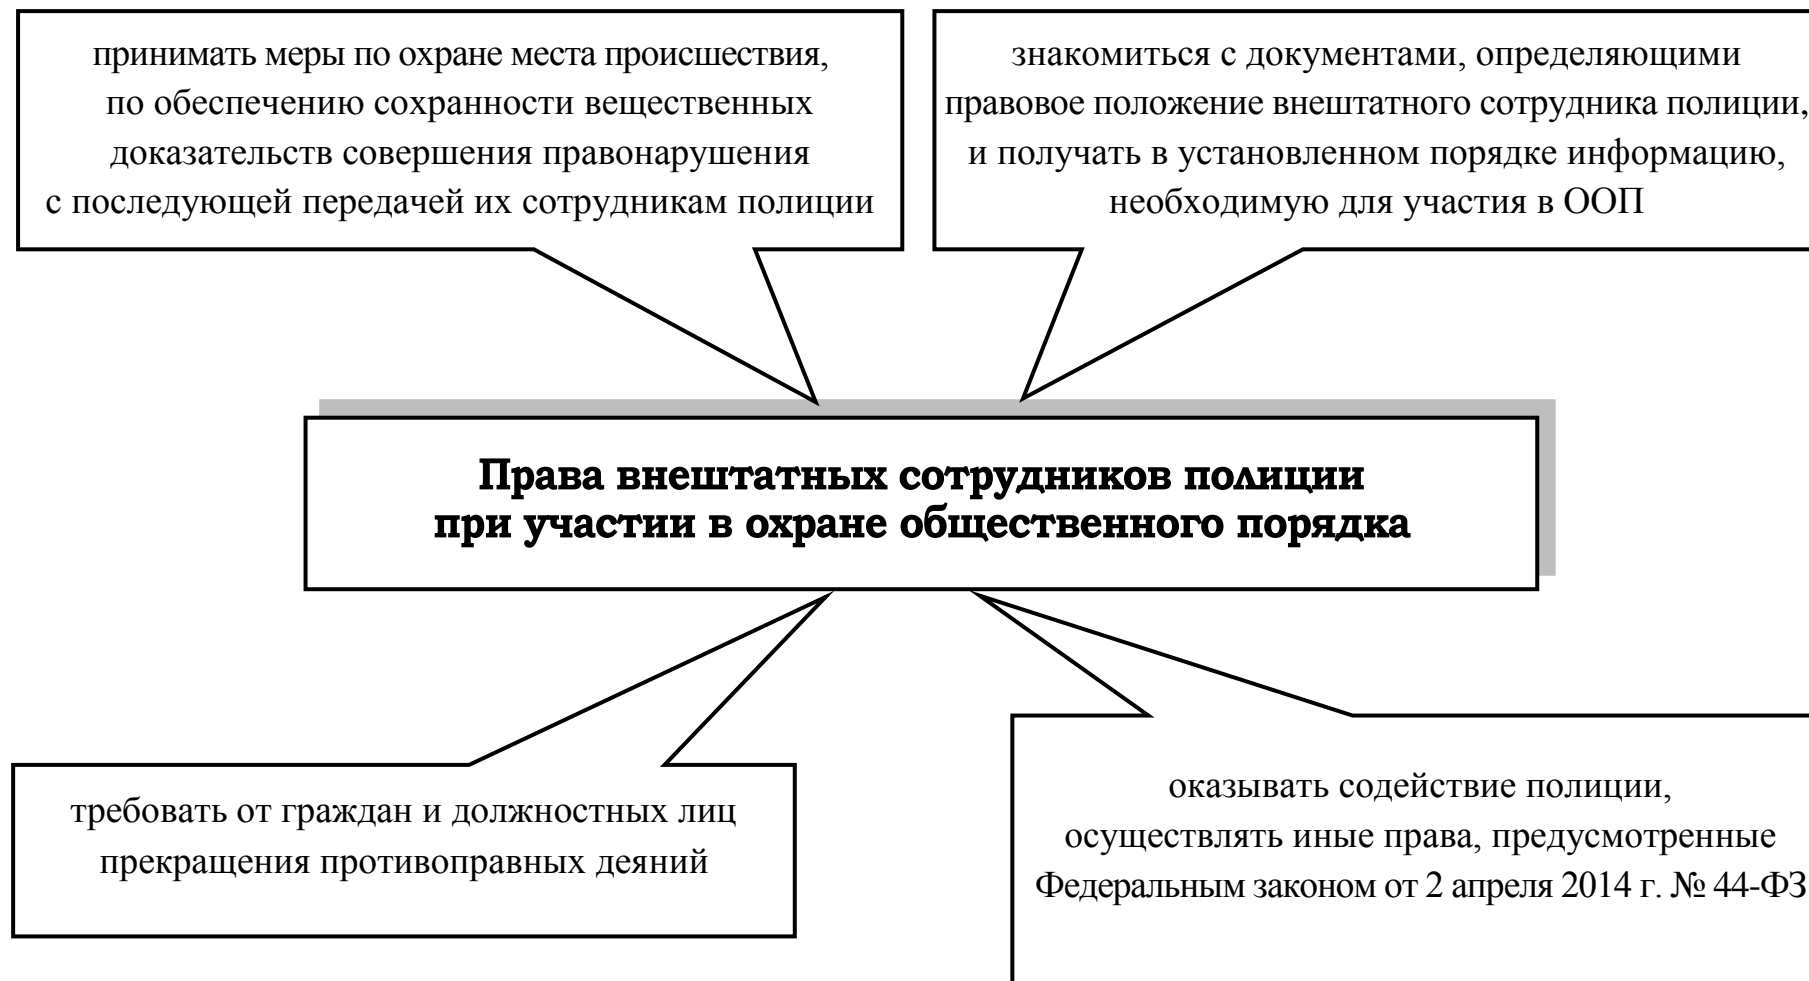 принимать меры по охране места происшествия,
по обеспечению сохранности вещественных
доказательств совершения правонарушения
с последующей передачей их сотрудникам полиции
знакомиться с документами, определяющими
правовое положение внештатного сотрудника полиции,
и получать в установленном порядке информацию,
необходимую для участия в ООП
Права внештатных сотрудников полиции
при участии в охране общественного порядка
требовать от граждан и должностных лиц
прекращения противоправных деяний
оказывать содействие полиции,
осуществлять иные права, предусмотренные
Федеральным законом от 2 апреля 2014 г. № 44-ФЗ